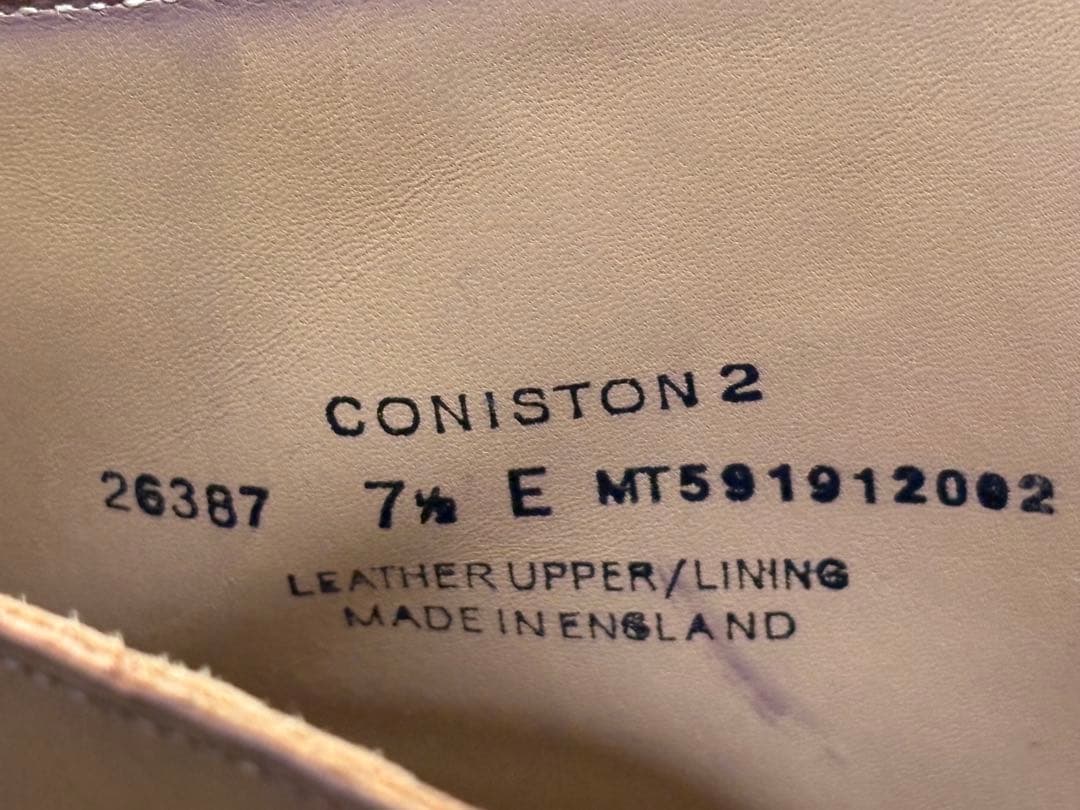 CONISTON 2
26387 7½ E MT591912002
LEATHER UPPER/LINING
MADE IN ENGLAND